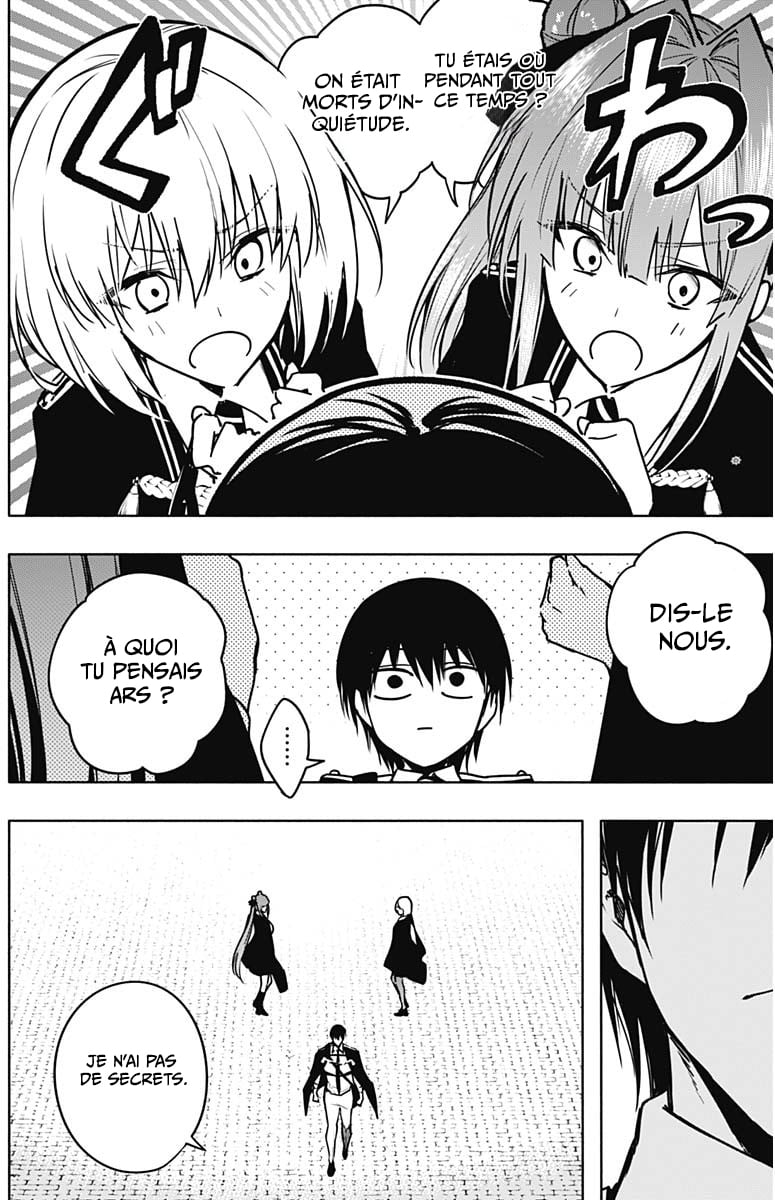 TU ÉTAIS OÙ
PENDANT TOUT
CE TEMPS ?
ON ÉTAIT
MORTS D'IN-
QUIÉTUDE.
わっ
ぐ
DIS-LE
NOUS.
À QUOI
TU PENSAIS
ARS ?
……
JE N'AI PAS
DE SECRETS.